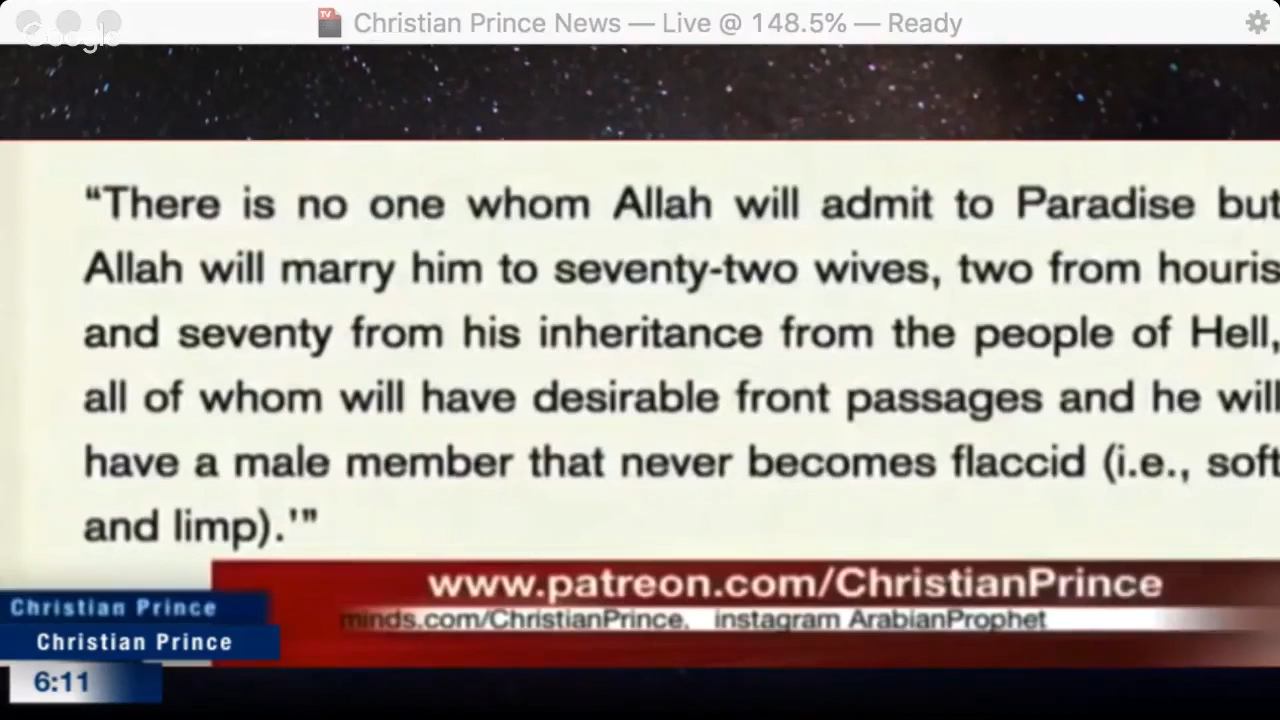 Christian Prince News — Live @ 148.5% — Ready
Google
“There is no one whom Allah will admit to Paradise but
Allah will marry him to seventy-two wives, two from houris
and seventy from his inheritance from the people of Hell,
all of whom will have desirable front passages and he will
have a male member that never becomes flaccid (i.e., soft
and limp).’”
www.patreon.com/ChristianPrince
minds.com/ChristianPrince, instagram ArabianProphet
Christian Prince
Christian Prince
6:11